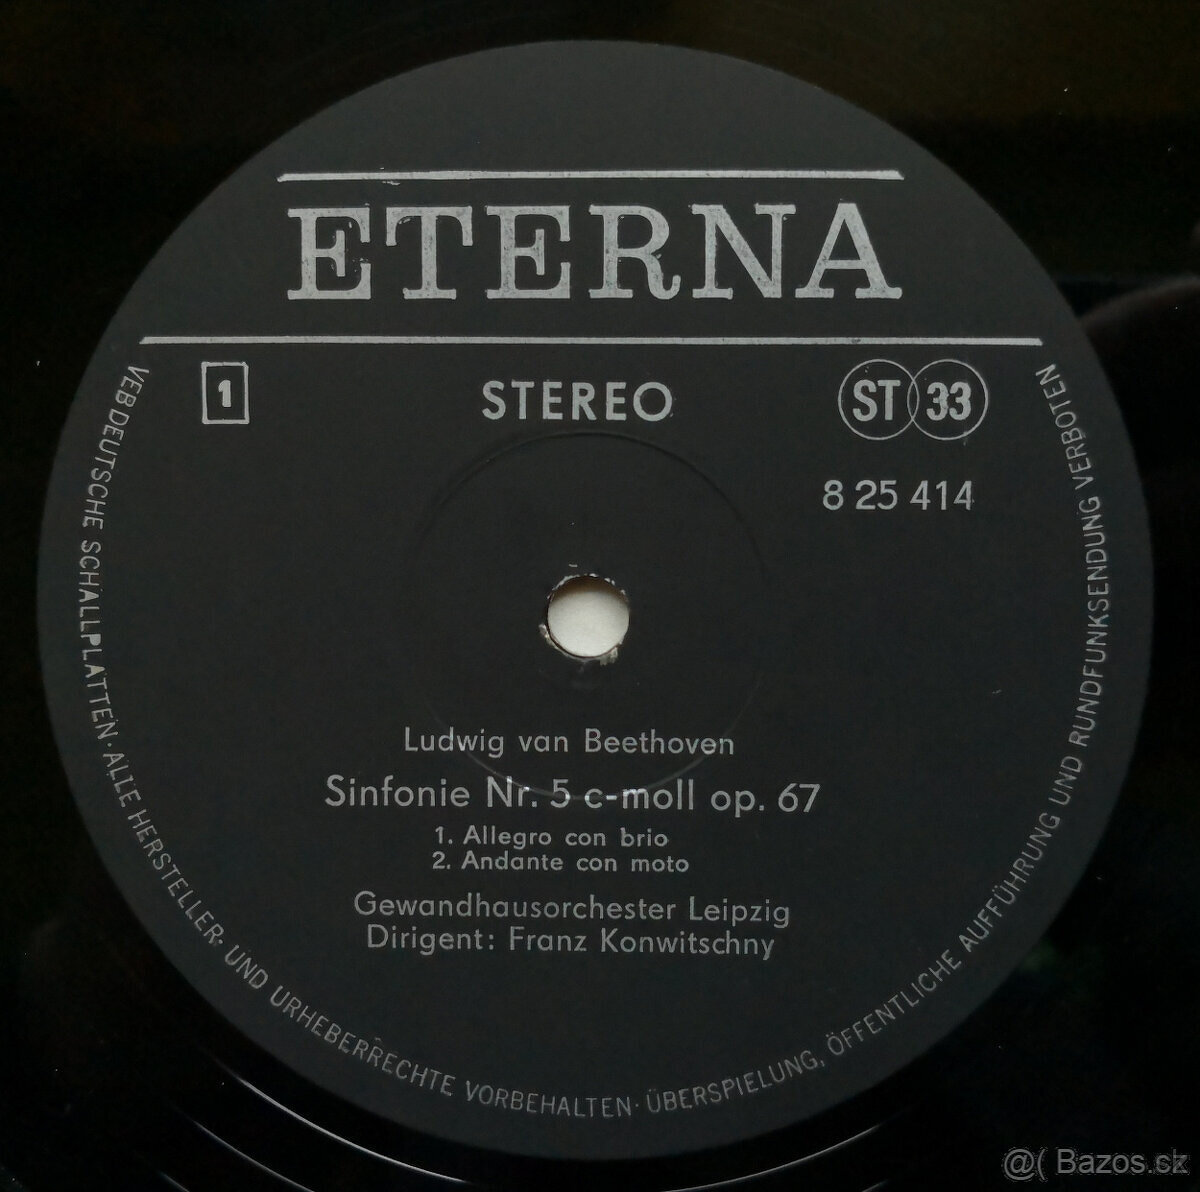 ETERNA
1
STEREO
ST 33
8 25 414
Ludwig van Beethoven
Sinfonie Nr. 5 c-moll op. 67
1. Allegro con brio
2. Andante con moto
Gewandhausorchester Leipzig
Dirigent: Franz Konwitschny
VEB DEUTSCHE SCHALLPLATTEN · ALLE HERSTELLER- UND URHEBERRECHTE VORBEHALTEN · ÜBERSPIELUNG, ÖFFENTLICHE AUFFÜHRUNG UND RUNDFUNKSENDUNG VERBOTEN
@( Bazos.sk